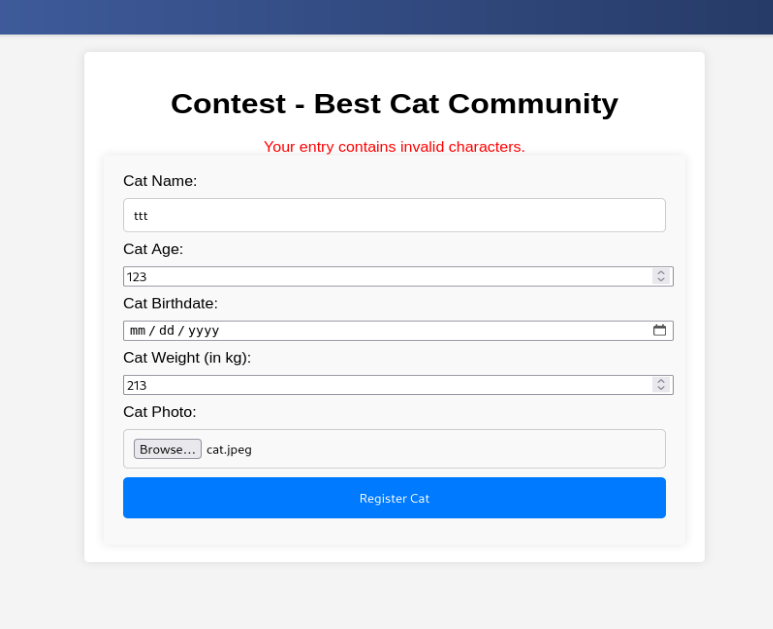 Contest - Best Cat Community
Your entry contains invalid characters.
Cat Name:
ttt
Cat Age:
123
Cat Birthdate:
mm / dd / yyyy
Cat Weight (in kg):
213
Cat Photo:
Browse... cat.jpeg
Register Cat